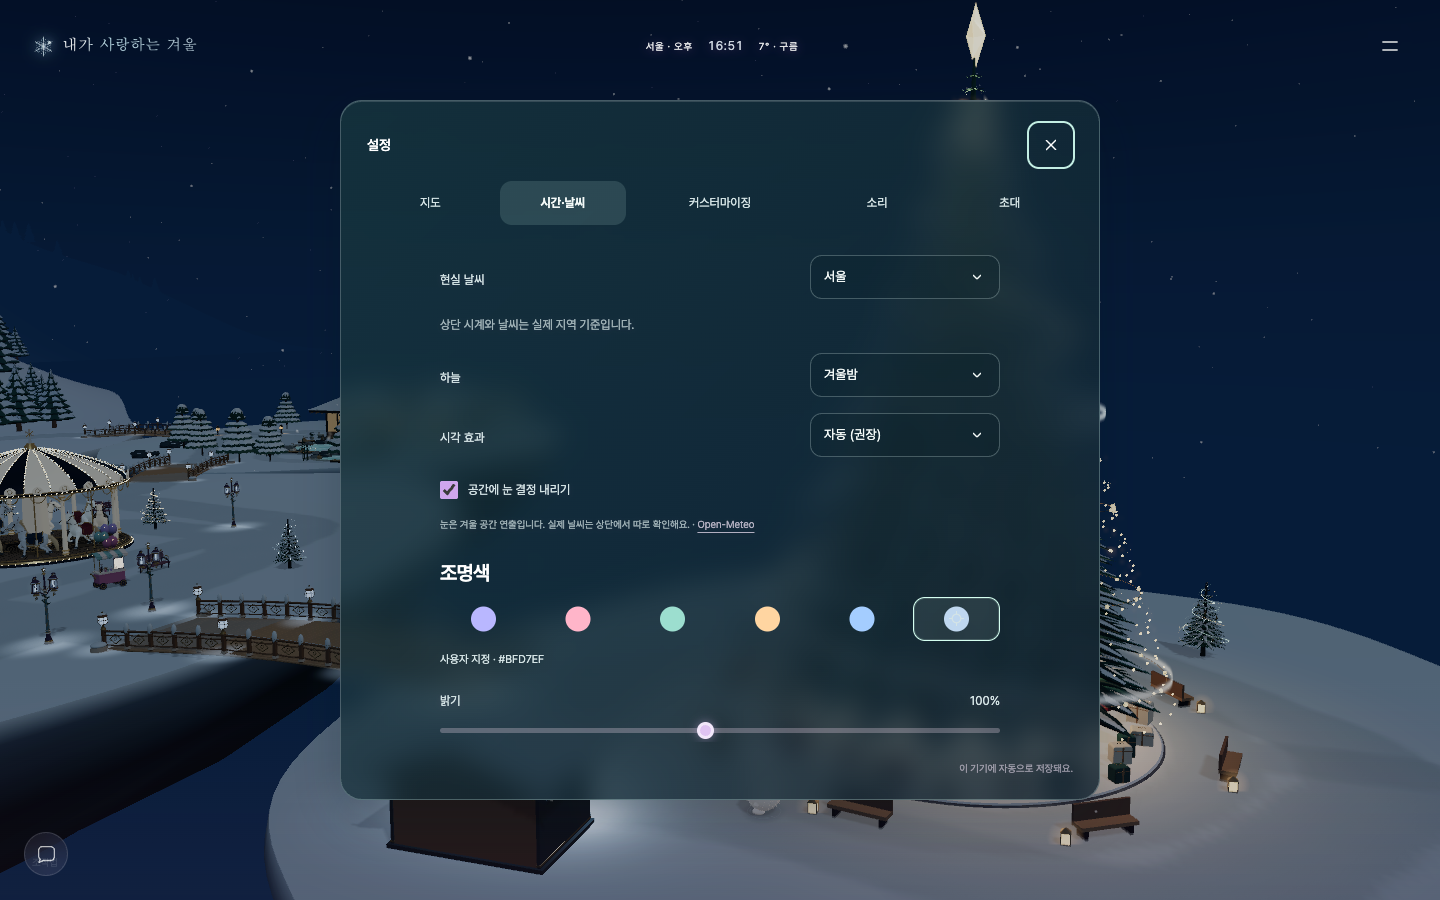 내가 사랑하는 겨울
서울 · 오후 16:51 7° · 구름
설정
지도 시간·날씨 커스터마이징 소리 초대
현실 날씨 서울
상단 시계와 날씨는 실제 지역 기준입니다.
하늘 겨울밤
시각 효과 자동 (권장)
공간에 눈 결정 내리기
눈은 겨울 공간 연출입니다. 실제 날씨는 상단에서 따로 확인해요. · Open-Meteo
조명색
사용자 지정 · #BFD7EF
밝기 100%
이 기기에 자동으로 저장돼요.